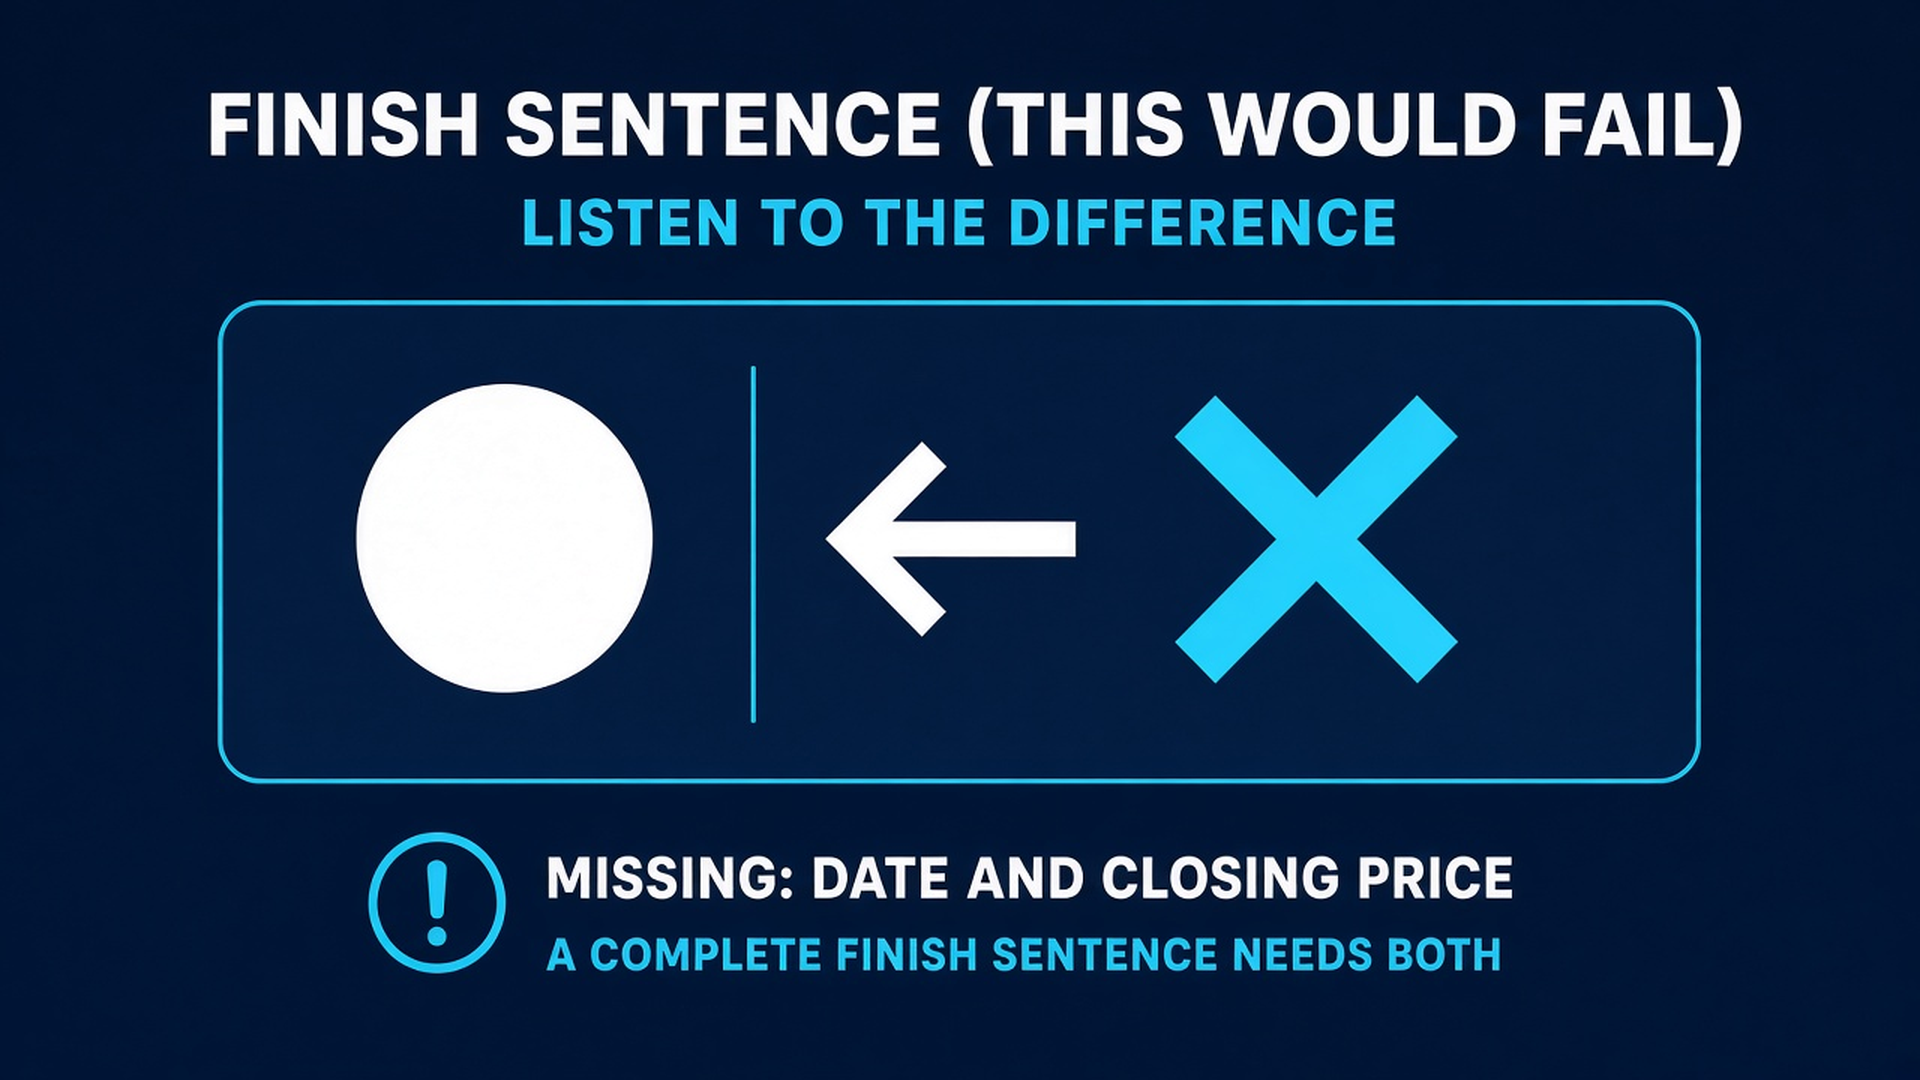 FINISH SENTENCE (THIS WOULD FAIL)
LISTEN TO THE DIFFERENCE
MISSING: DATE AND CLOSING PRICE
A COMPLETE FINISH SENTENCE NEEDS BOTH